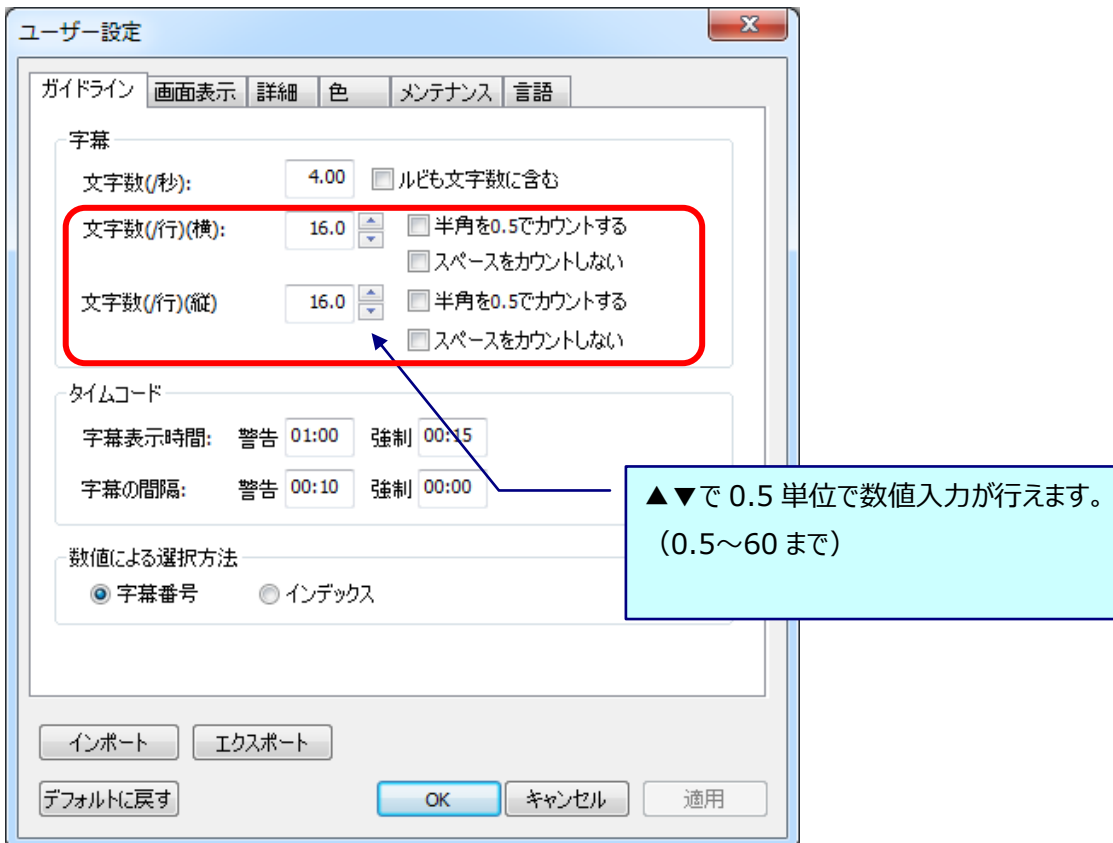 ユーザー設定
ガイドライン 画面表示 詳細 色 メンテナンス 言語
字幕
文字数(/秒): 4.00 ルビも文字数に含む
文字数(/行)(横): 16.0 半角を0.5でカウントする
スペースをカウントしない
文字数(/行)(縦) 16.0 半角を0.5でカウントする
スペースをカウントしない
タイムコード
字幕表示時間: 警告 01:00 強制 00:15
字幕の間隔: 警告 00:10 強制 00:00
▲▼で 0.5 単位で数値入力が行えます。
（0.5～60 まで）
数値による選択方法
字幕番号 インデックス
インポート エクスポート
デフォルトに戻す OK キャンセル 適用